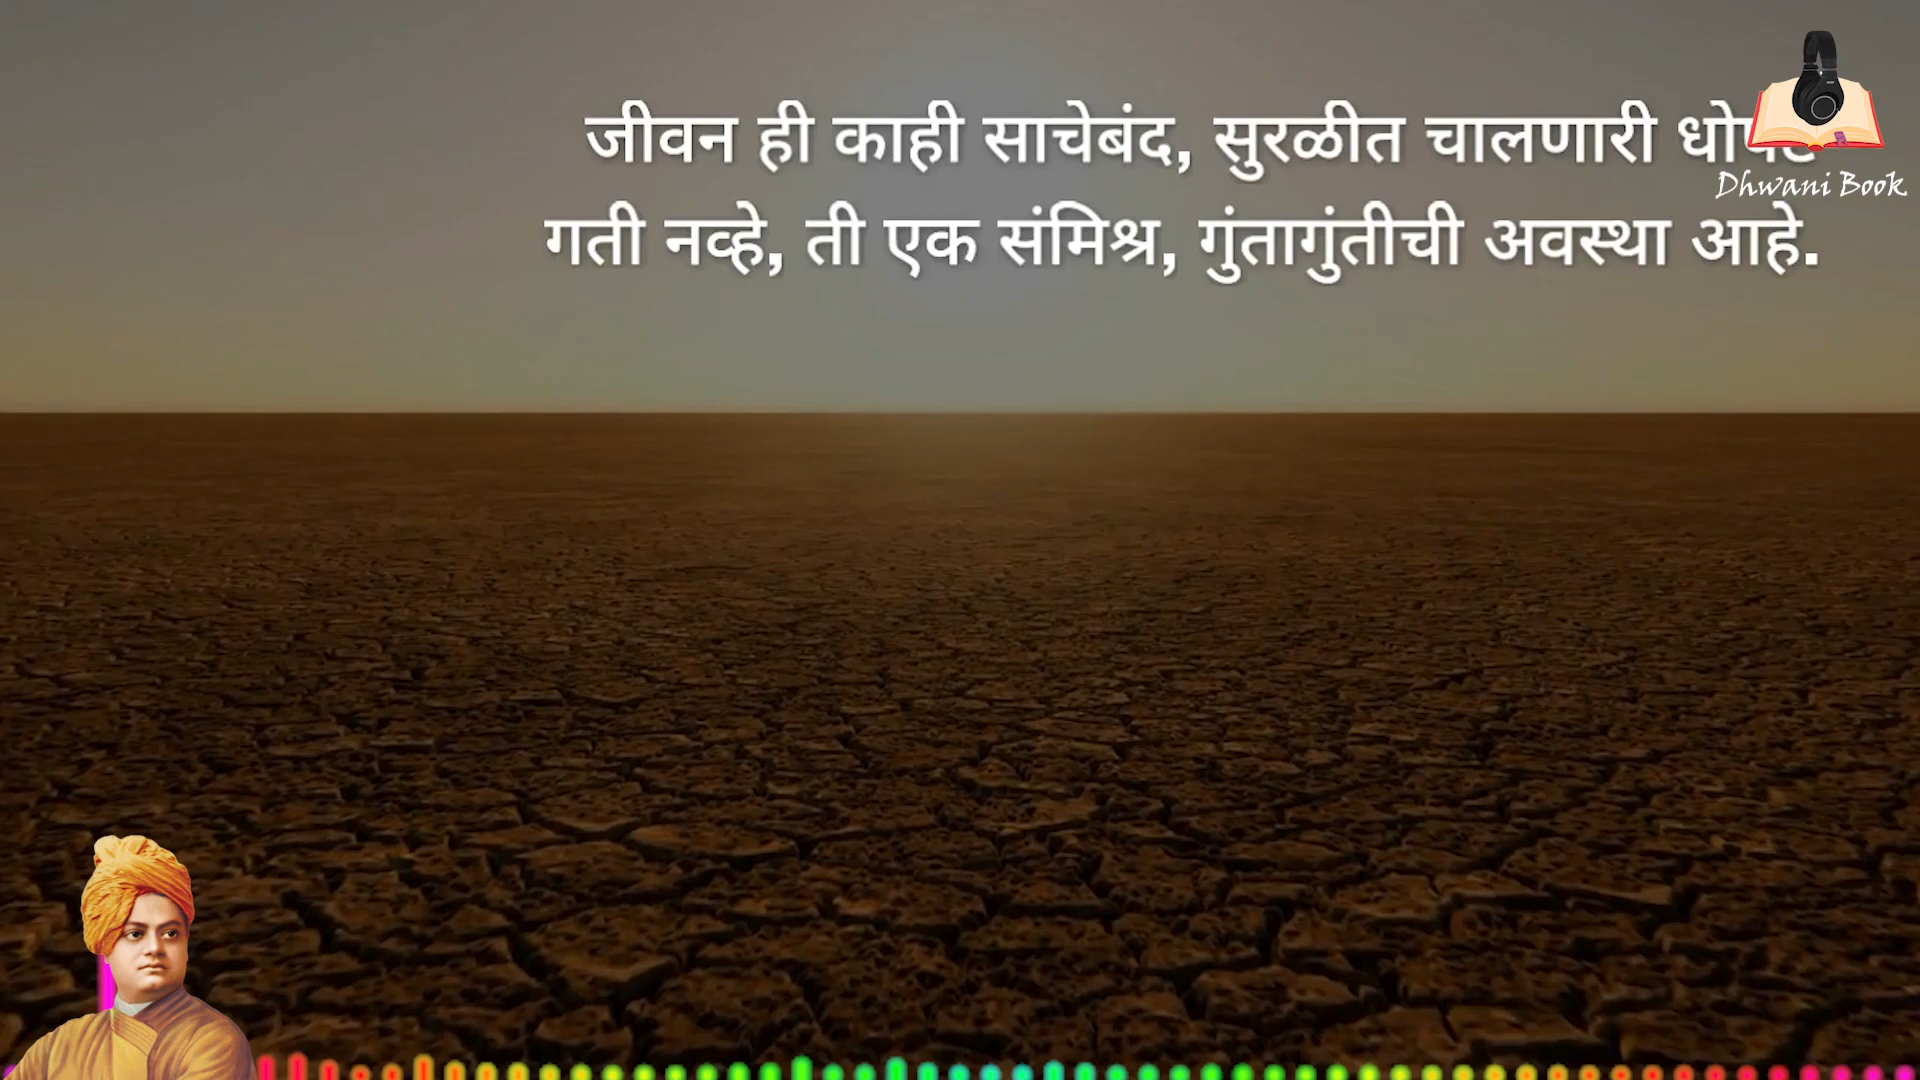 जीवन ही काही साचेबंद, सुरळीत चालणारी
गती नव्हे, ती एक संमिश्र, गुंतागुंतीची अवस्था आहे.
Dhwani Book